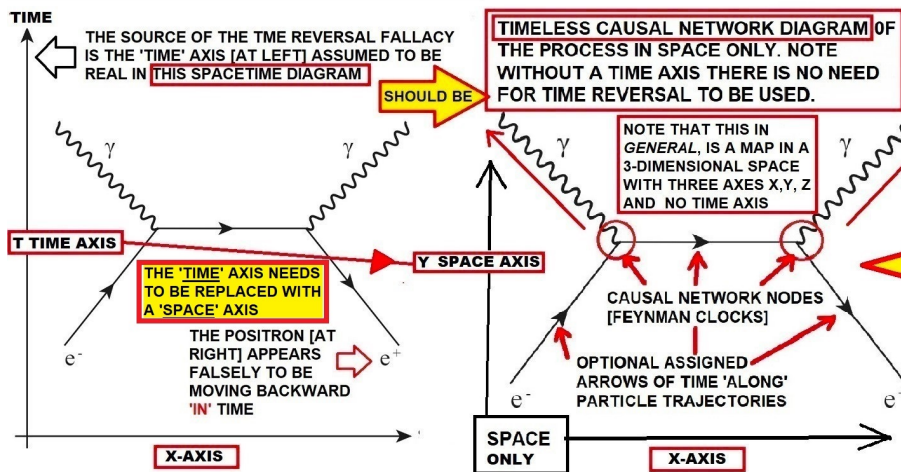 TIME
THE SOURCE OF THE TME REVERSAL FALLACY
IS THE 'TIME' AXIS [AT LEFT] ASSUMED TO BE
REAL IN THIS SPACETIME DIAGRAM
SHOULD BE
TIMELESS CAUSAL NETWORK DIAGRAM 0F
THE PROCESS IN SPACE ONLY. NOTE
WITHOUT A TIME AXIS THERE IS NO NEED
FOR TIME REVERSAL TO BE USED.
γ
γ
T TIME AXIS
THE 'TIME' AXIS NEEDS
TO BE REPLACED WITH
A 'SPACE' AXIS
THE POSITRON [AT
RIGHT] APPEARS
FALSELY TO BE
MOVING BACKWARD
'IN' TIME
e-
e+
X-AXIS
γ
NOTE THAT THIS IN
GENERAL, IS A MAP IN A
3-DIMENSIONAL SPACE
WITH THREE AXES X,Y, Z
AND NO TIME AXIS
γ
Y SPACE AXIS
CAUSAL NETWORK NODES
[FEYNMAN CLOCKS]
OPTIONAL ASSIGNED
ARROWS OF TIME 'ALONG'
PARTICLE TRAJECTORIES
e-
e+
SPACE
ONLY
X-AXIS